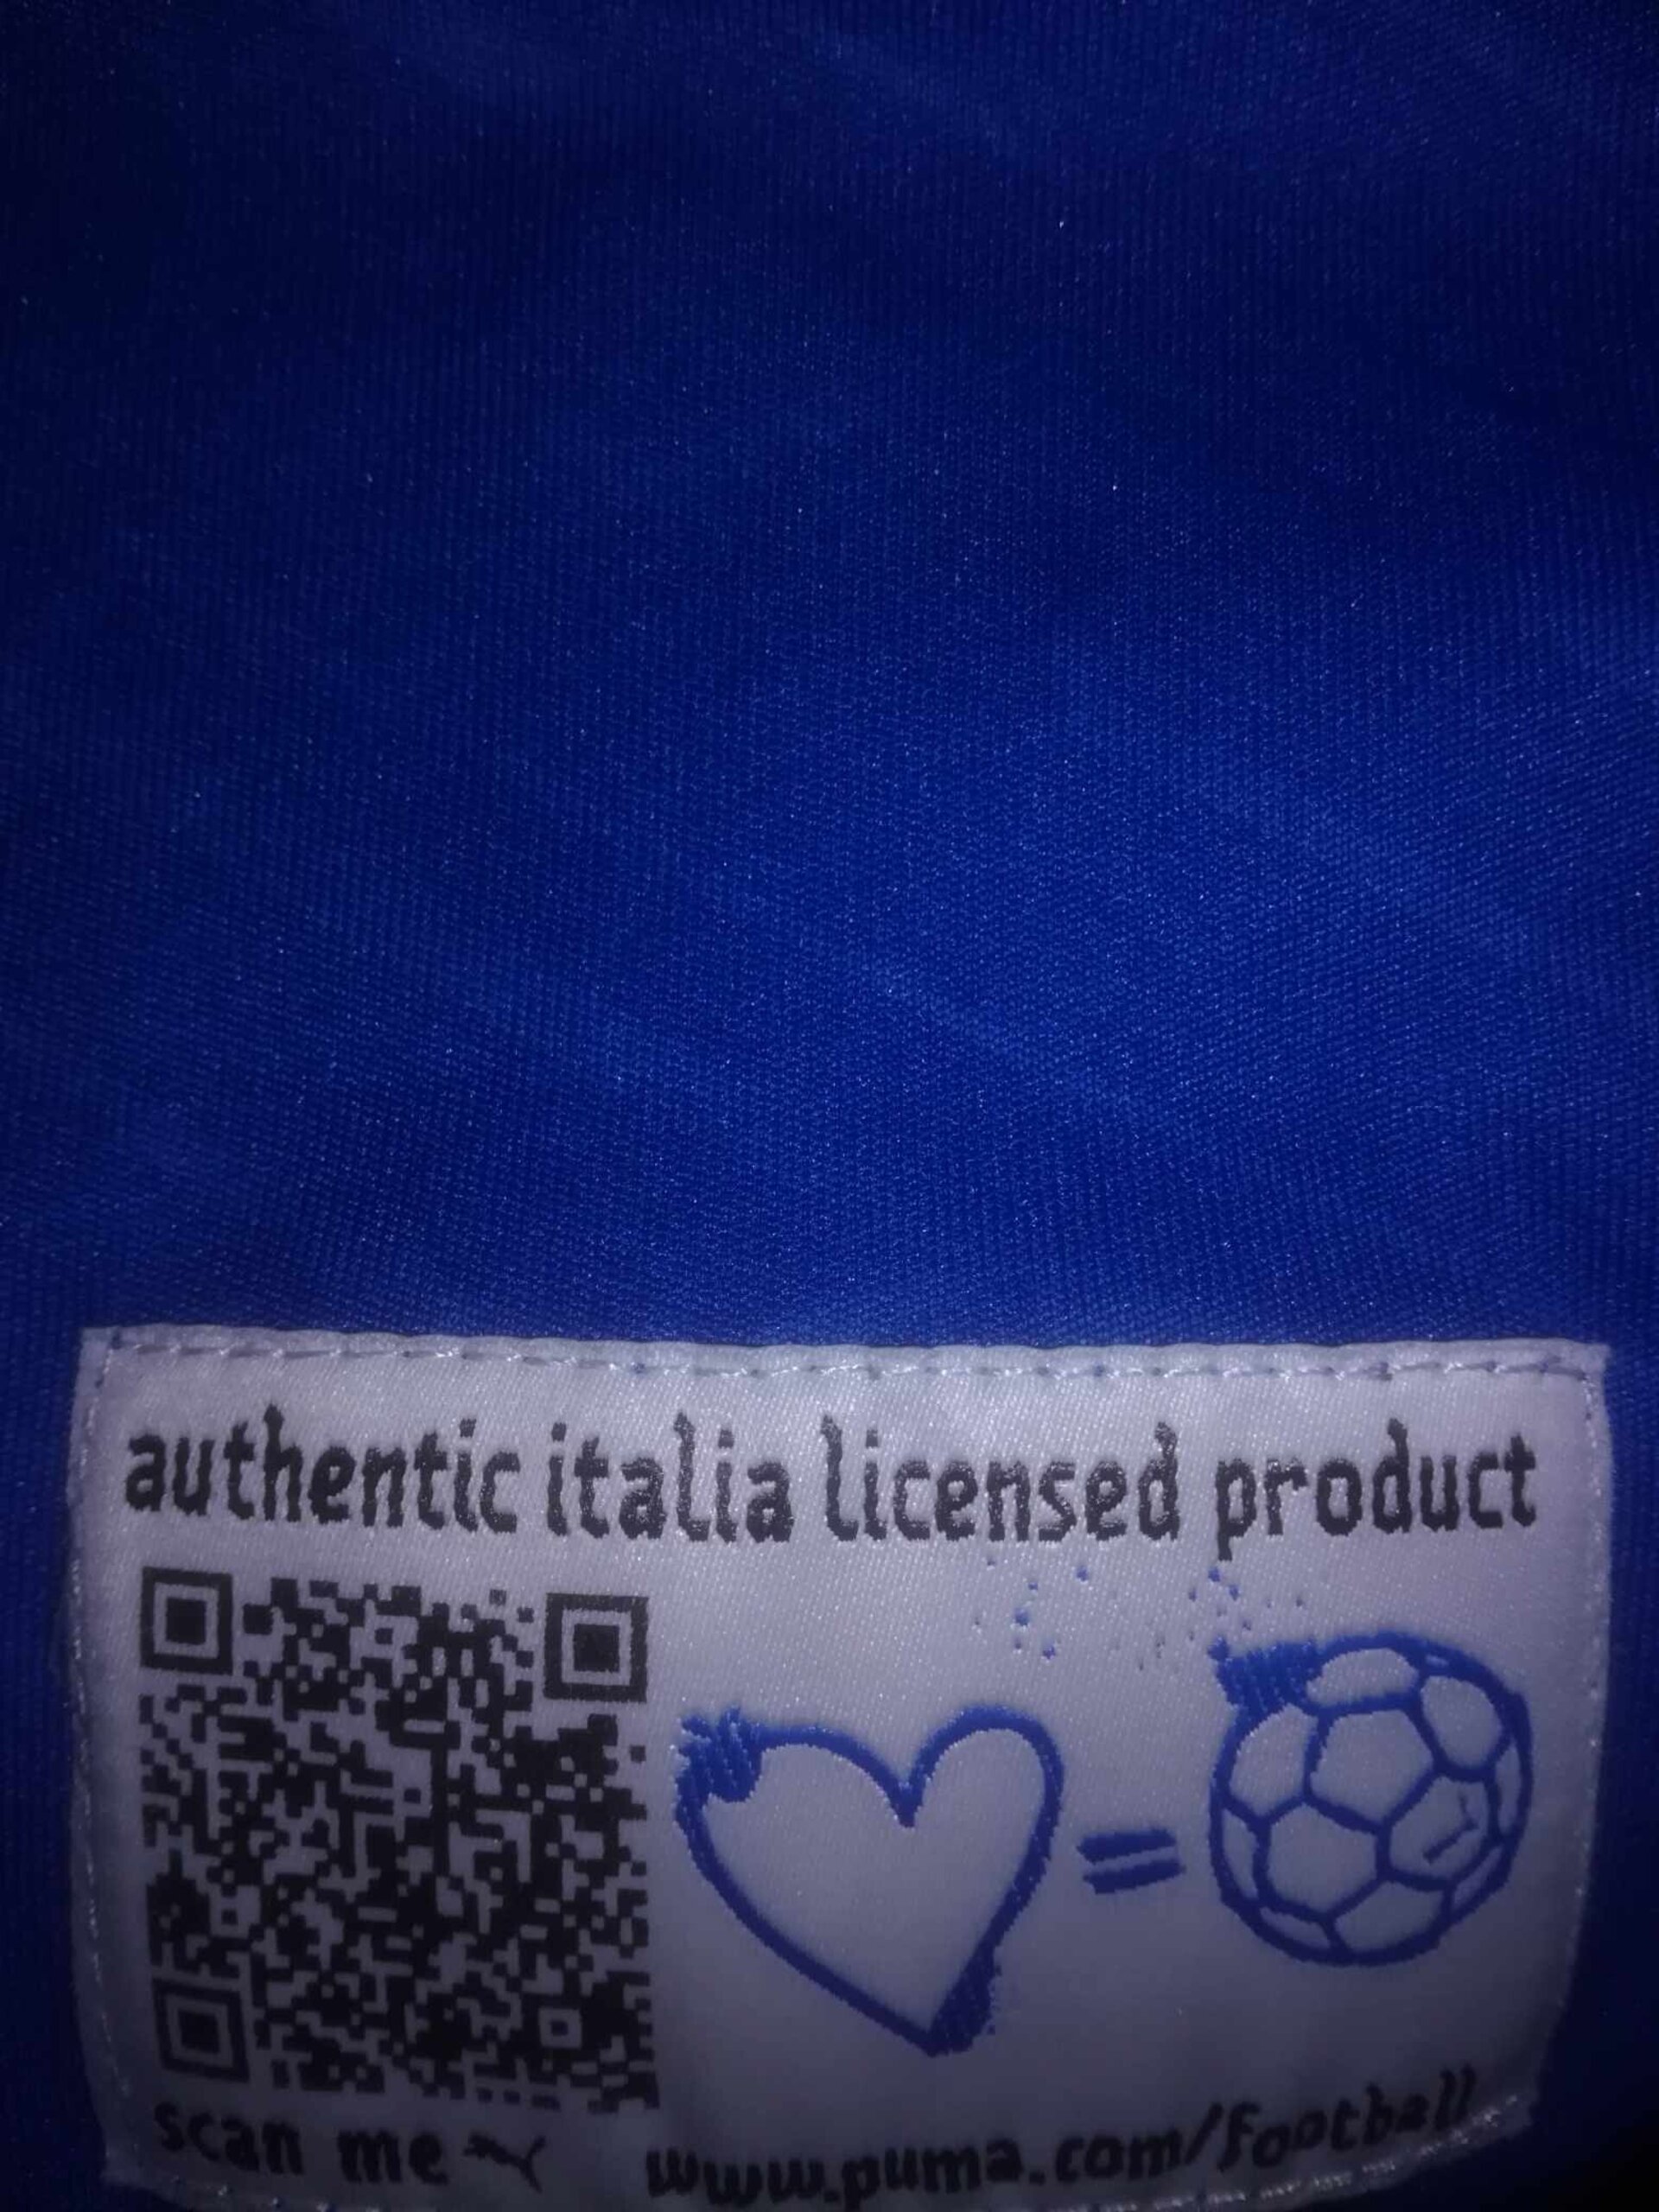 authentic italia licensed product
=
scan me
www.puma.com/football